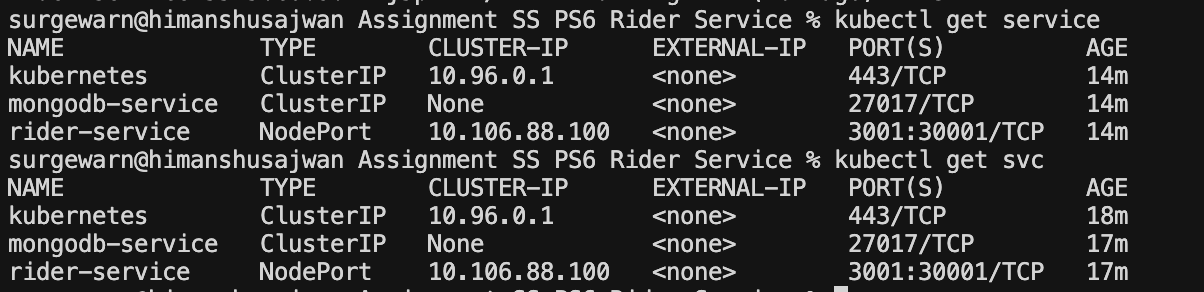 surgewarn@himanshusajwan Assignment SS PS6 Rider Service % kubectl get service
NAME TYPE CLUSTER-IP EXTERNAL-IP PORT(S) AGE
kubernetes ClusterIP 10.96.0.1 <none> 443/TCP 14m
mongodb-service ClusterIP None <none> 27017/TCP 14m
rider-service NodePort 10.106.88.100 <none> 3001:30001/TCP 14m
surgewarn@himanshusajwan Assignment SS PS6 Rider Service % kubectl get svc
NAME TYPE CLUSTER-IP EXTERNAL-IP PORT(S) AGE
kubernetes ClusterIP 10.96.0.1 <none> 443/TCP 18m
mongodb-service ClusterIP None <none> 27017/TCP 17m
rider-service NodePort 10.106.88.100 <none> 3001:30001/TCP 17m